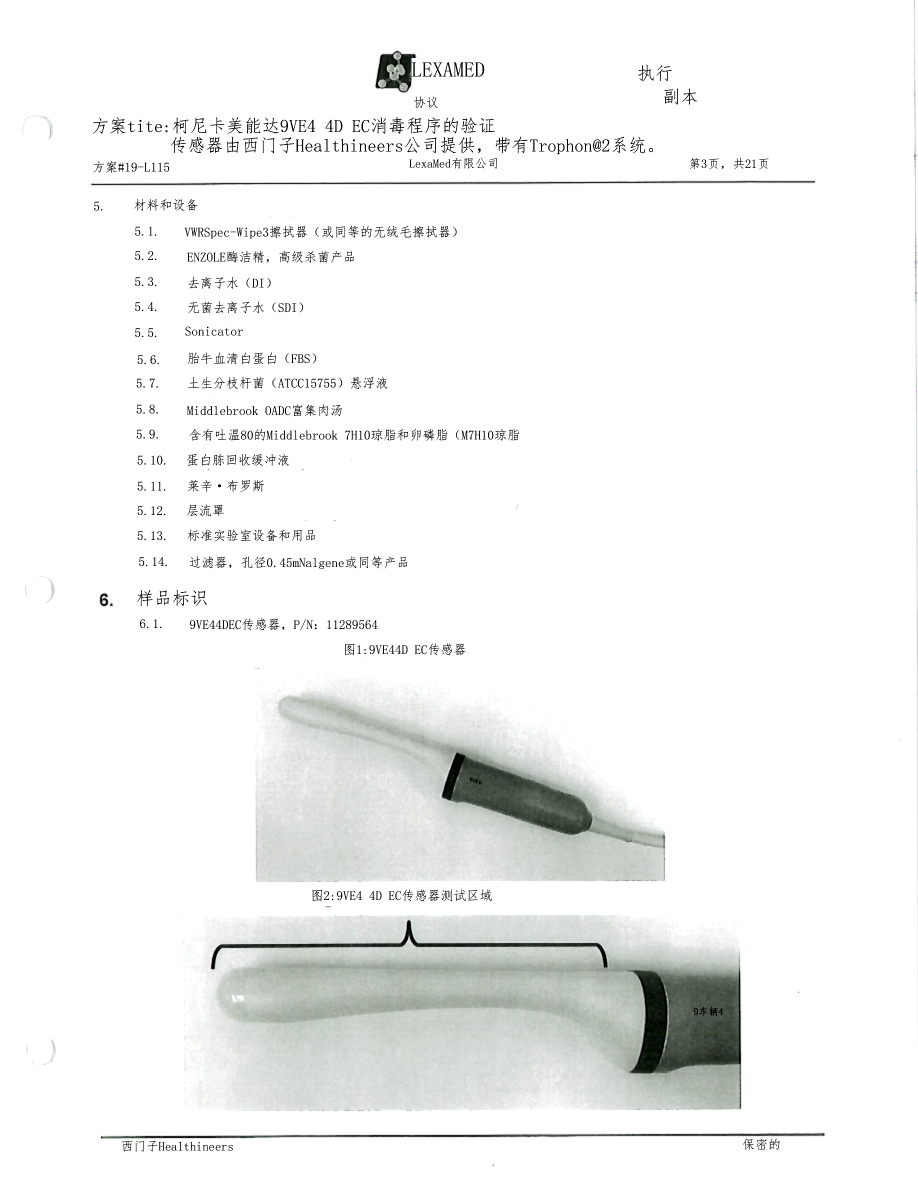 LEXAMED
执行
副本
协议
方案tite:柯尼卡美能达9VE4 4D EC消毒程序的验证
传感器由西门子Healthineers公司提供，带有Trophon@2系统。
方案#19-L115 LexaMed有限公司 第3页，共21页
5. 材料和设备
5.1. VWRSpec-Wipe3擦拭器（或同等的无绒毛擦拭器）
5.2. ENZOLE酶洁精，高级杀菌产品
5.3. 去离子水（DI）
5.4. 无菌去离子水（SDI）
5.5. Sonicator
5.6. 胎牛血清白蛋白（FBS）
5.7. 土生分枝杆菌（ATCC15755）悬浮液
5.8. Middlebrook OADC富集肉汤
5.9. 含有吐温80的Middlebrook 7H10琼脂和卵磷脂（M7H10琼脂
5.10. 蛋白胨回收缓冲液
5.11. 莱辛·布罗斯
5.12. 层流罩
5.13. 标准实验室设备和用品
5.14. 过滤器，孔径0.45mNalgene或同等产品
6. 样品标识
6.1. 9VE44DEC传感器，P/N：11289564
图1:9VE44D EC传感器
图2:9VE4 4D EC传感器测试区域
9车辆4
西门子Healthineers 保密的